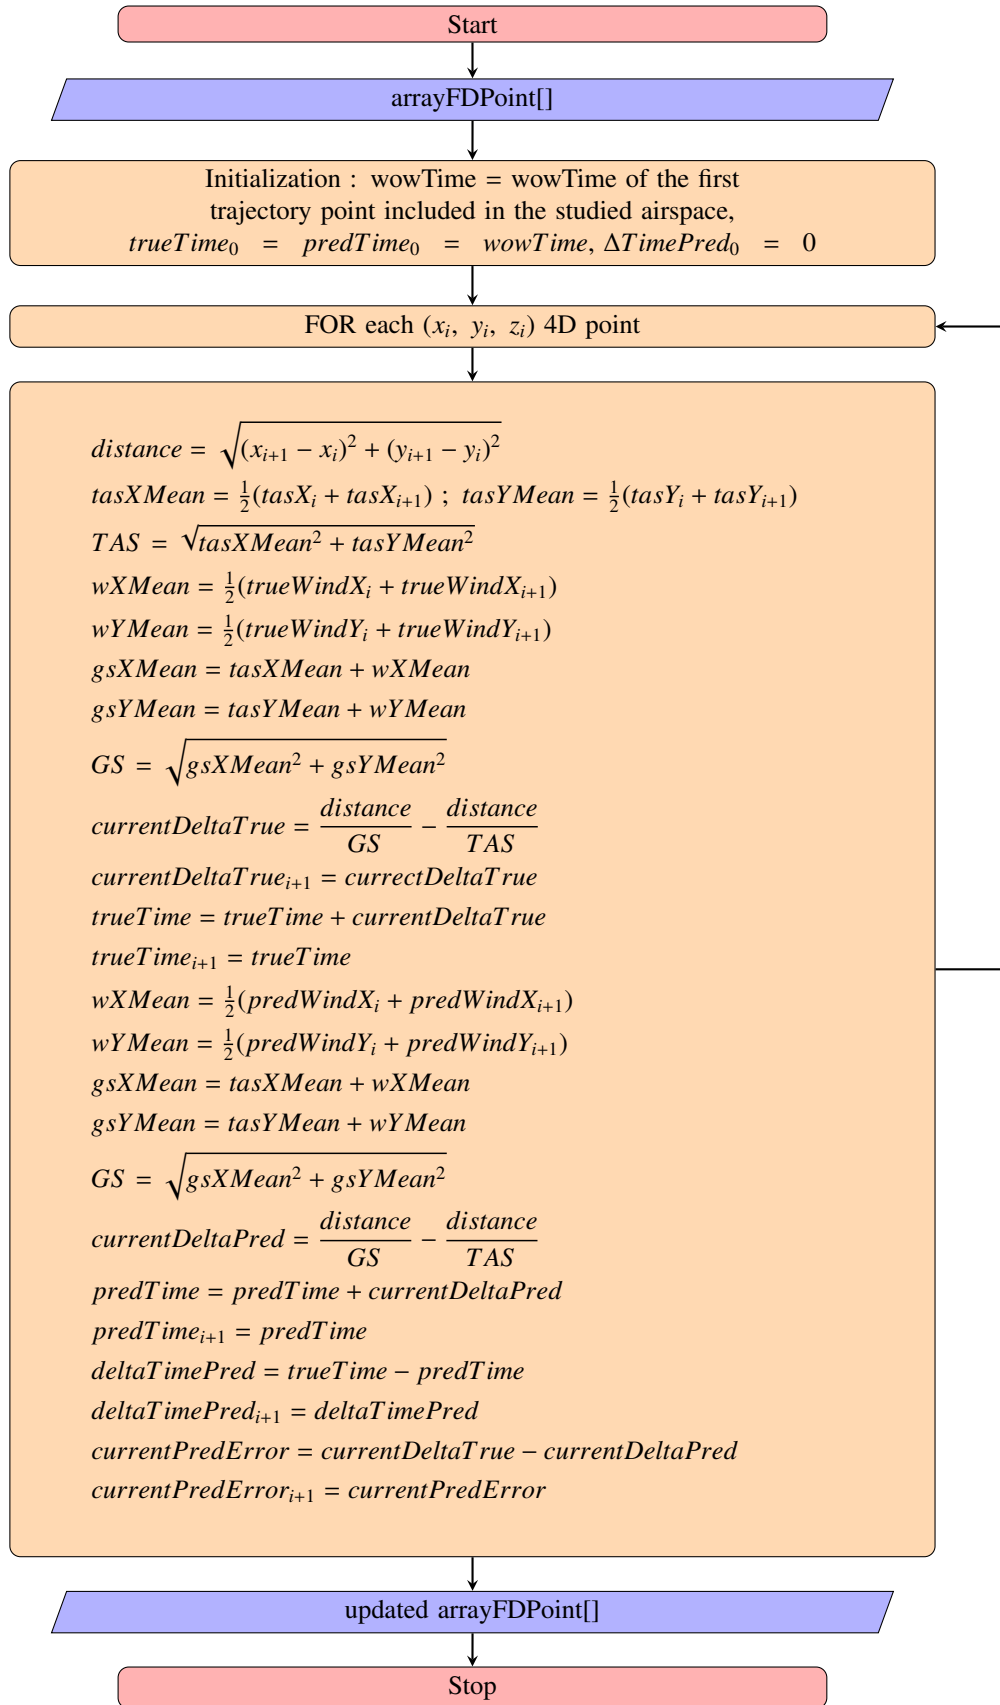 Start
arrayFDPoint[]
Initialization : wowTime = wowTime of the first
trajectory point included in the studied airspace,
trueTime₀ = predTime₀ = wowTime, ΔTimePred₀ = 0
FOR each (xᵢ, yᵢ, zᵢ) 4D point
distance = √((xᵢ₊₁ − xᵢ)² + (yᵢ₊₁ − yᵢ)²)
tasXMean = ½(tasXᵢ + tasXᵢ₊₁) ; tasYMean = ½(tasYᵢ + tasYᵢ₊₁)
TAS = √(tasXMean² + tasYMean²)
wXMean = ½(trueWindXᵢ + trueWindXᵢ₊₁)
wYMean = ½(trueWindYᵢ + trueWindYᵢ₊₁)
gsXMean = tasXMean + wXMean
gsYMean = tasYMean + wYMean
GS = √(gsXMean² + gsYMean²)
currentDeltaTrue = distance/GS − distance/TAS
currentDeltaTrueᵢ₊₁ = currectDeltaTrue
trueTime = trueTime + currentDeltaTrue
trueTimeᵢ₊₁ = trueTime
wXMean = ½(predWindXᵢ + predWindXᵢ₊₁)
wYMean = ½(predWindYᵢ + predWindYᵢ₊₁)
gsXMean = tasXMean + wXMean
gsYMean = tasYMean + wYMean
GS = √(gsXMean² + gsYMean²)
currentDeltaPred = distance/GS − distance/TAS
predTime = predTime + currentDeltaPred
predTimeᵢ₊₁ = predTime
deltaTimePred = trueTime − predTime
deltaTimePredᵢ₊₁ = deltaTimePred
currentPredError = currentDeltaTrue − currentDeltaPred
currentPredErrorᵢ₊₁ = currentPredError
updated arrayFDPoint[]
Stop